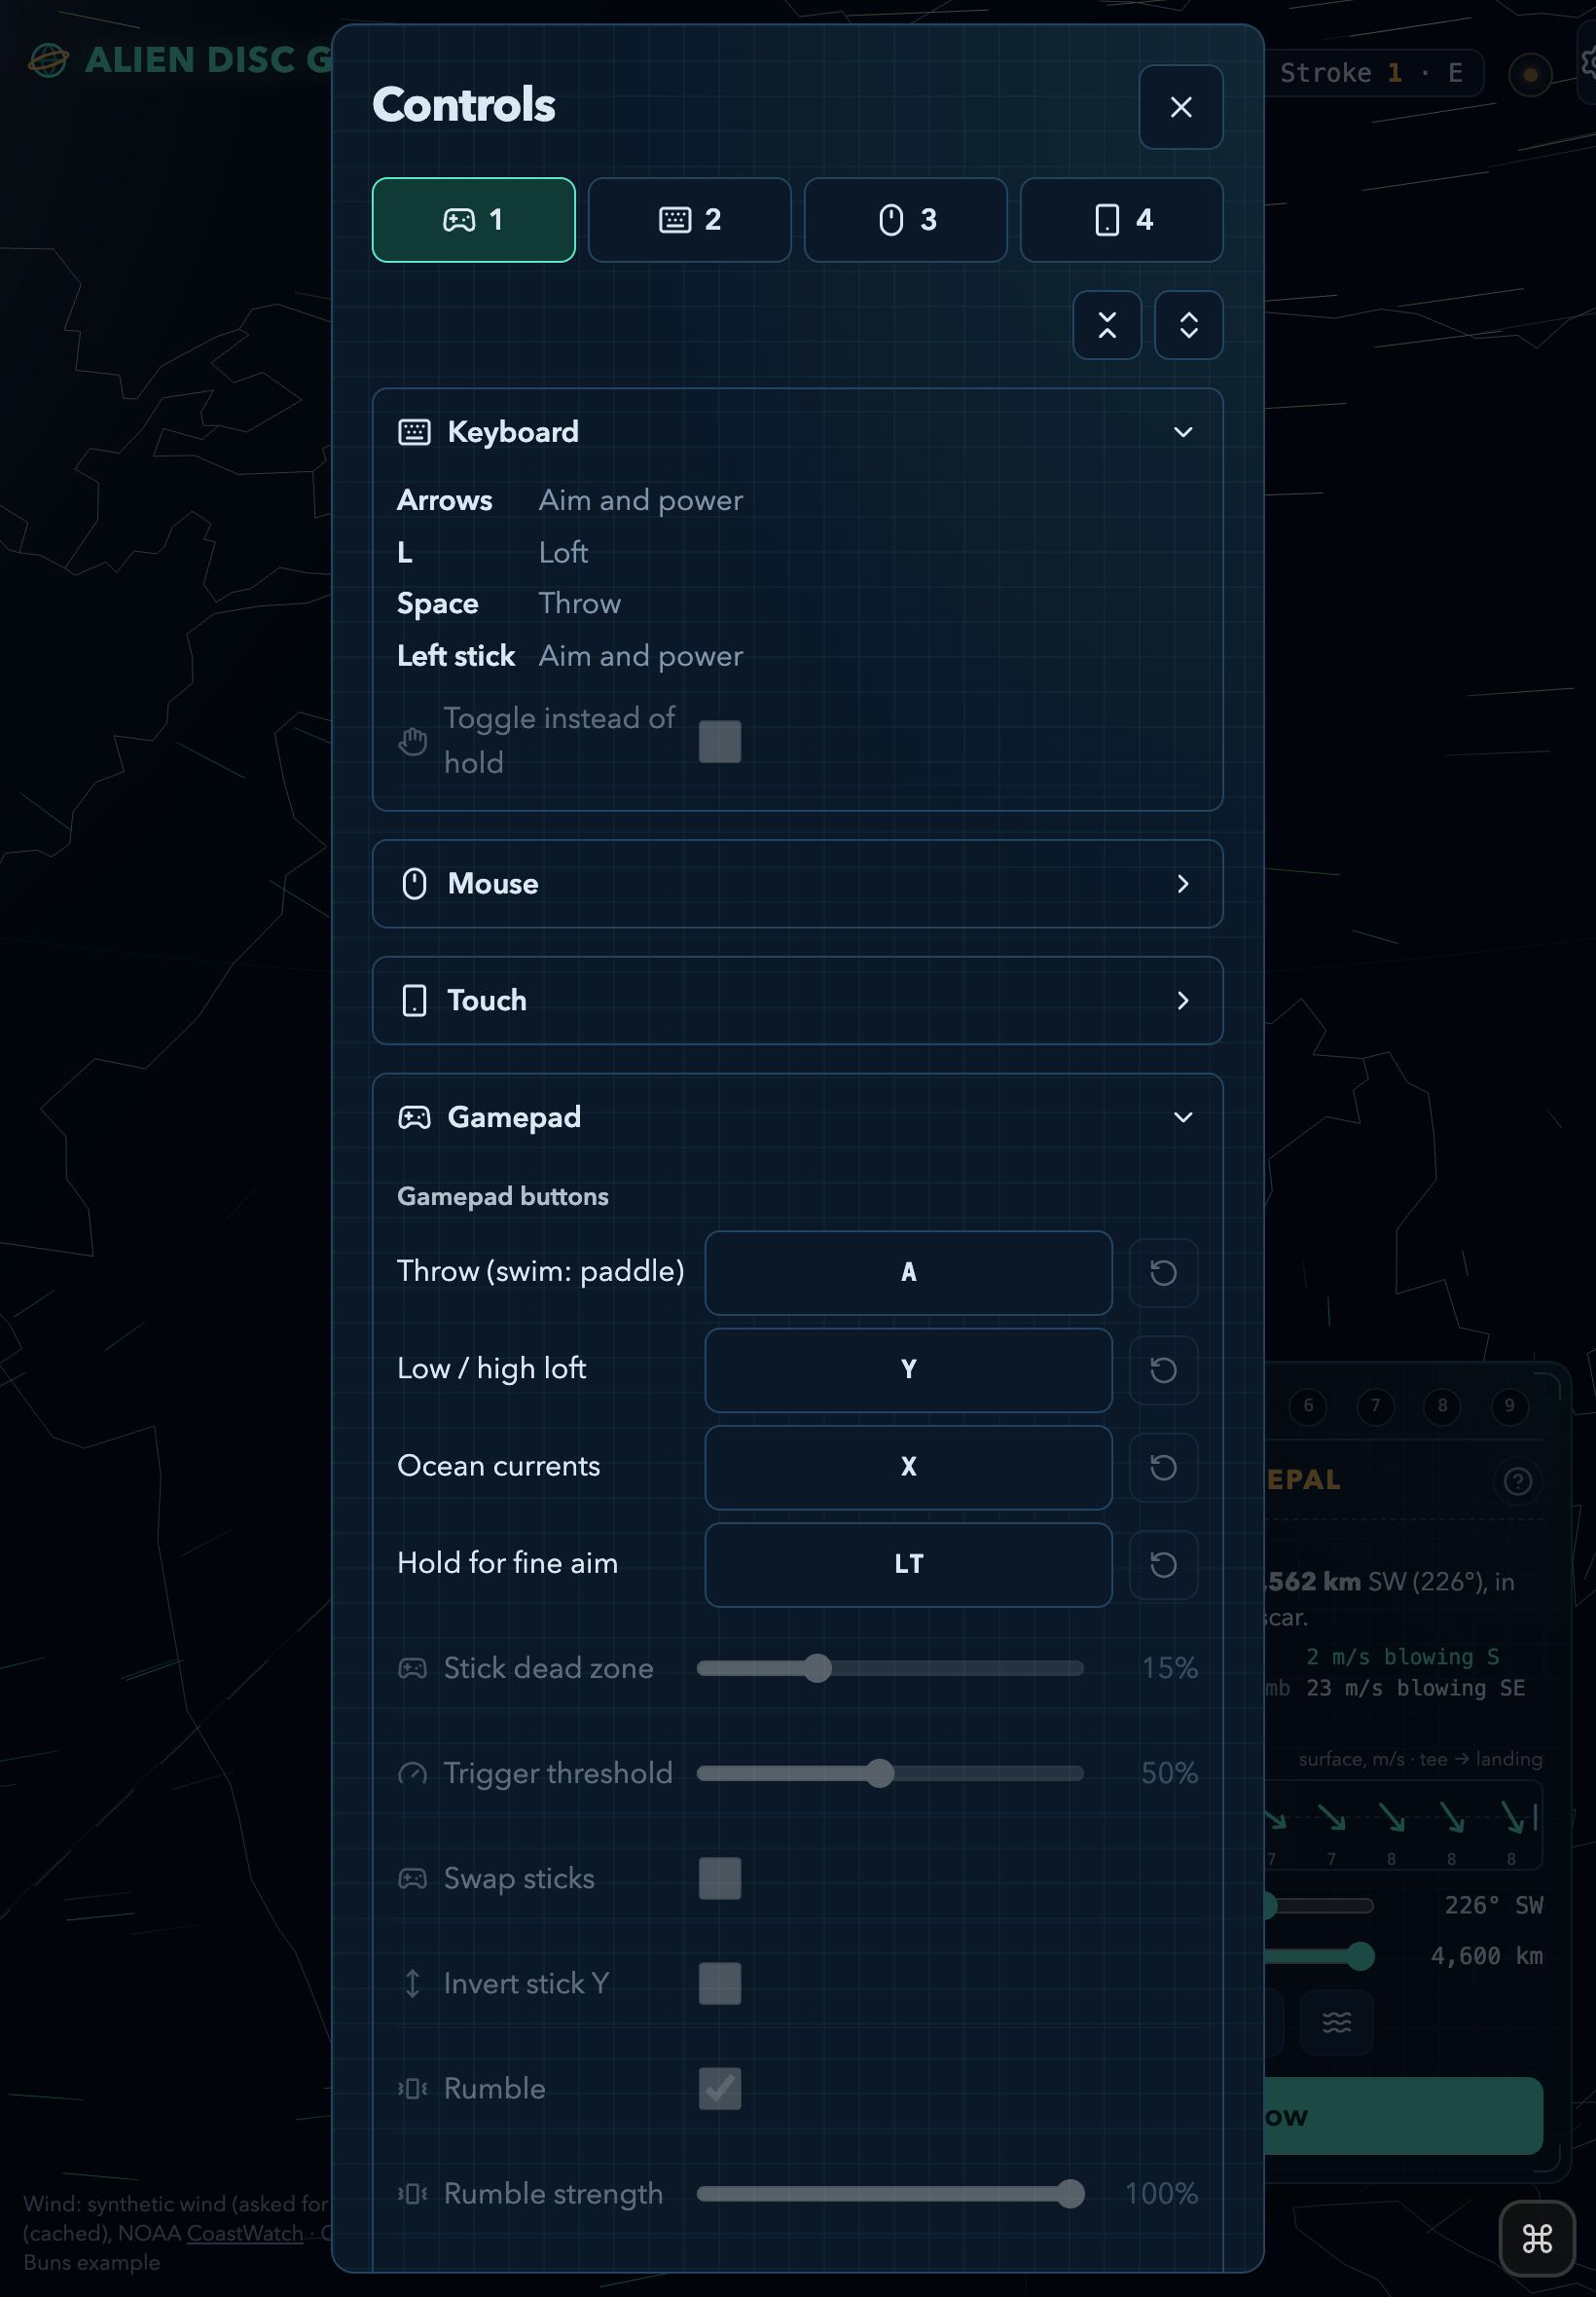 ALIEN DISC G
Stroke 1 · E
Controls
1
2
3
4
Keyboard
Arrows Aim and power
L Loft
Space Throw
Left stick Aim and power
Toggle instead of
hold
Mouse
Touch
Gamepad
Gamepad buttons
Throw (swim: paddle) A
Low / high loft Y
Ocean currents X
Hold for fine aim LT
Stick dead zone 15%
Trigger threshold 50%
Swap sticks
Invert stick Y
Rumble
Rumble strength 100%
6 7 8 9
EPAL
,562 km SW (226°), in
scar.
2 m/s blowing S
mb 23 m/s blowing SE
surface, m/s · tee → landing
7 7 8 8 8
226° SW
4,600 km
ow
Wind: synthetic wind (asked for
(cached), NOAA CoastWatch · C
Buns example